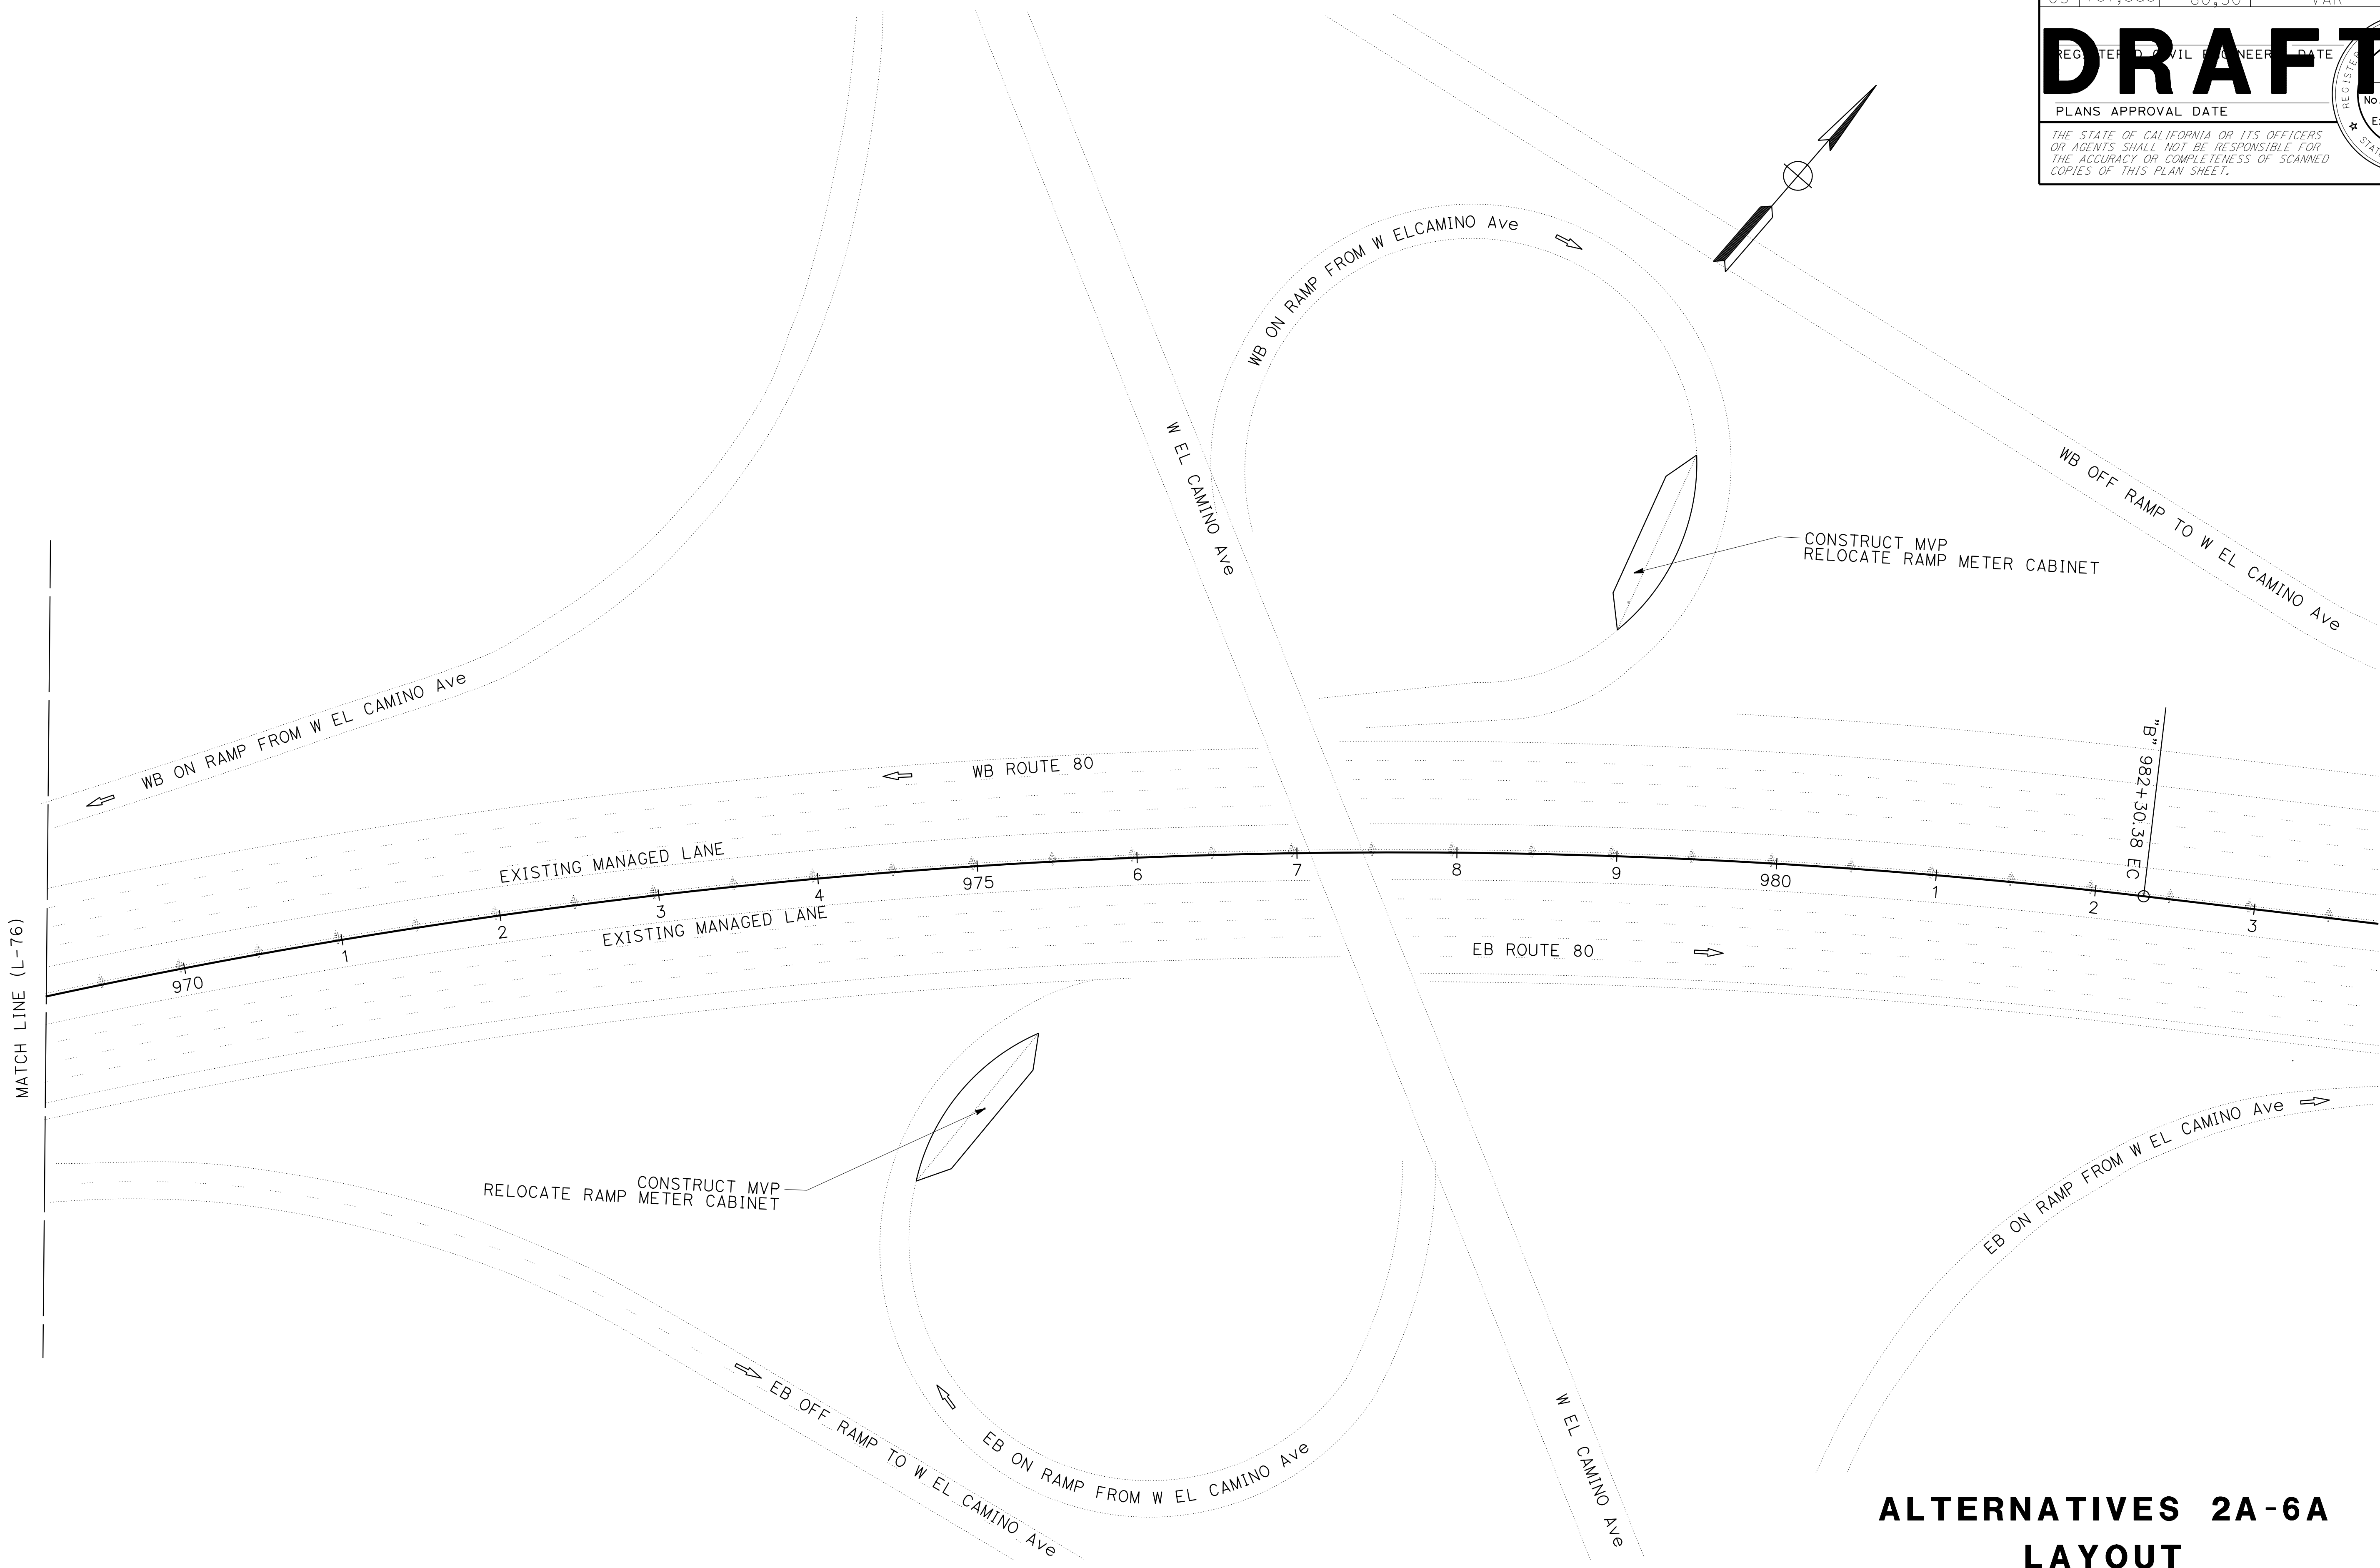 DRAFT
REGISTERED CIVIL ENGINEER DATE
PLANS APPROVAL DATE
THE STATE OF CALIFORNIA OR ITS OFFICERS
OR AGENTS SHALL NOT BE RESPONSIBLE FOR
THE ACCURACY OR COMPLETENESS OF SCANNED
COPIES OF THIS PLAN SHEET.
No.
WB ON RAMP FROM W ELCAMINO Ave
W EL CAMINO Ave
WB OFF RAMP TO W EL CAMINO Ave
CONSTRUCT MVP
RELOCATE RAMP METER CABINET
WB ON RAMP FROM W EL CAMINO Ave
WB ROUTE 80
"B" 982+30.38 EC
EXISTING MANAGED LANE
970 1 2 3 4 975 6 7 8 9 980 1 2 3
EXISTING MANAGED LANE
EB ROUTE 80
MATCH LINE (L-76)
CONSTRUCT MVP
RELOCATE RAMP METER CABINET
EB ON RAMP FROM W EL CAMINO Ave
EB OFF RAMP TO W EL CAMINO Ave
EB ON RAMP FROM W EL CAMINO Ave
W EL CAMINO Ave
ALTERNATIVES 2A-6A
LAYOUT